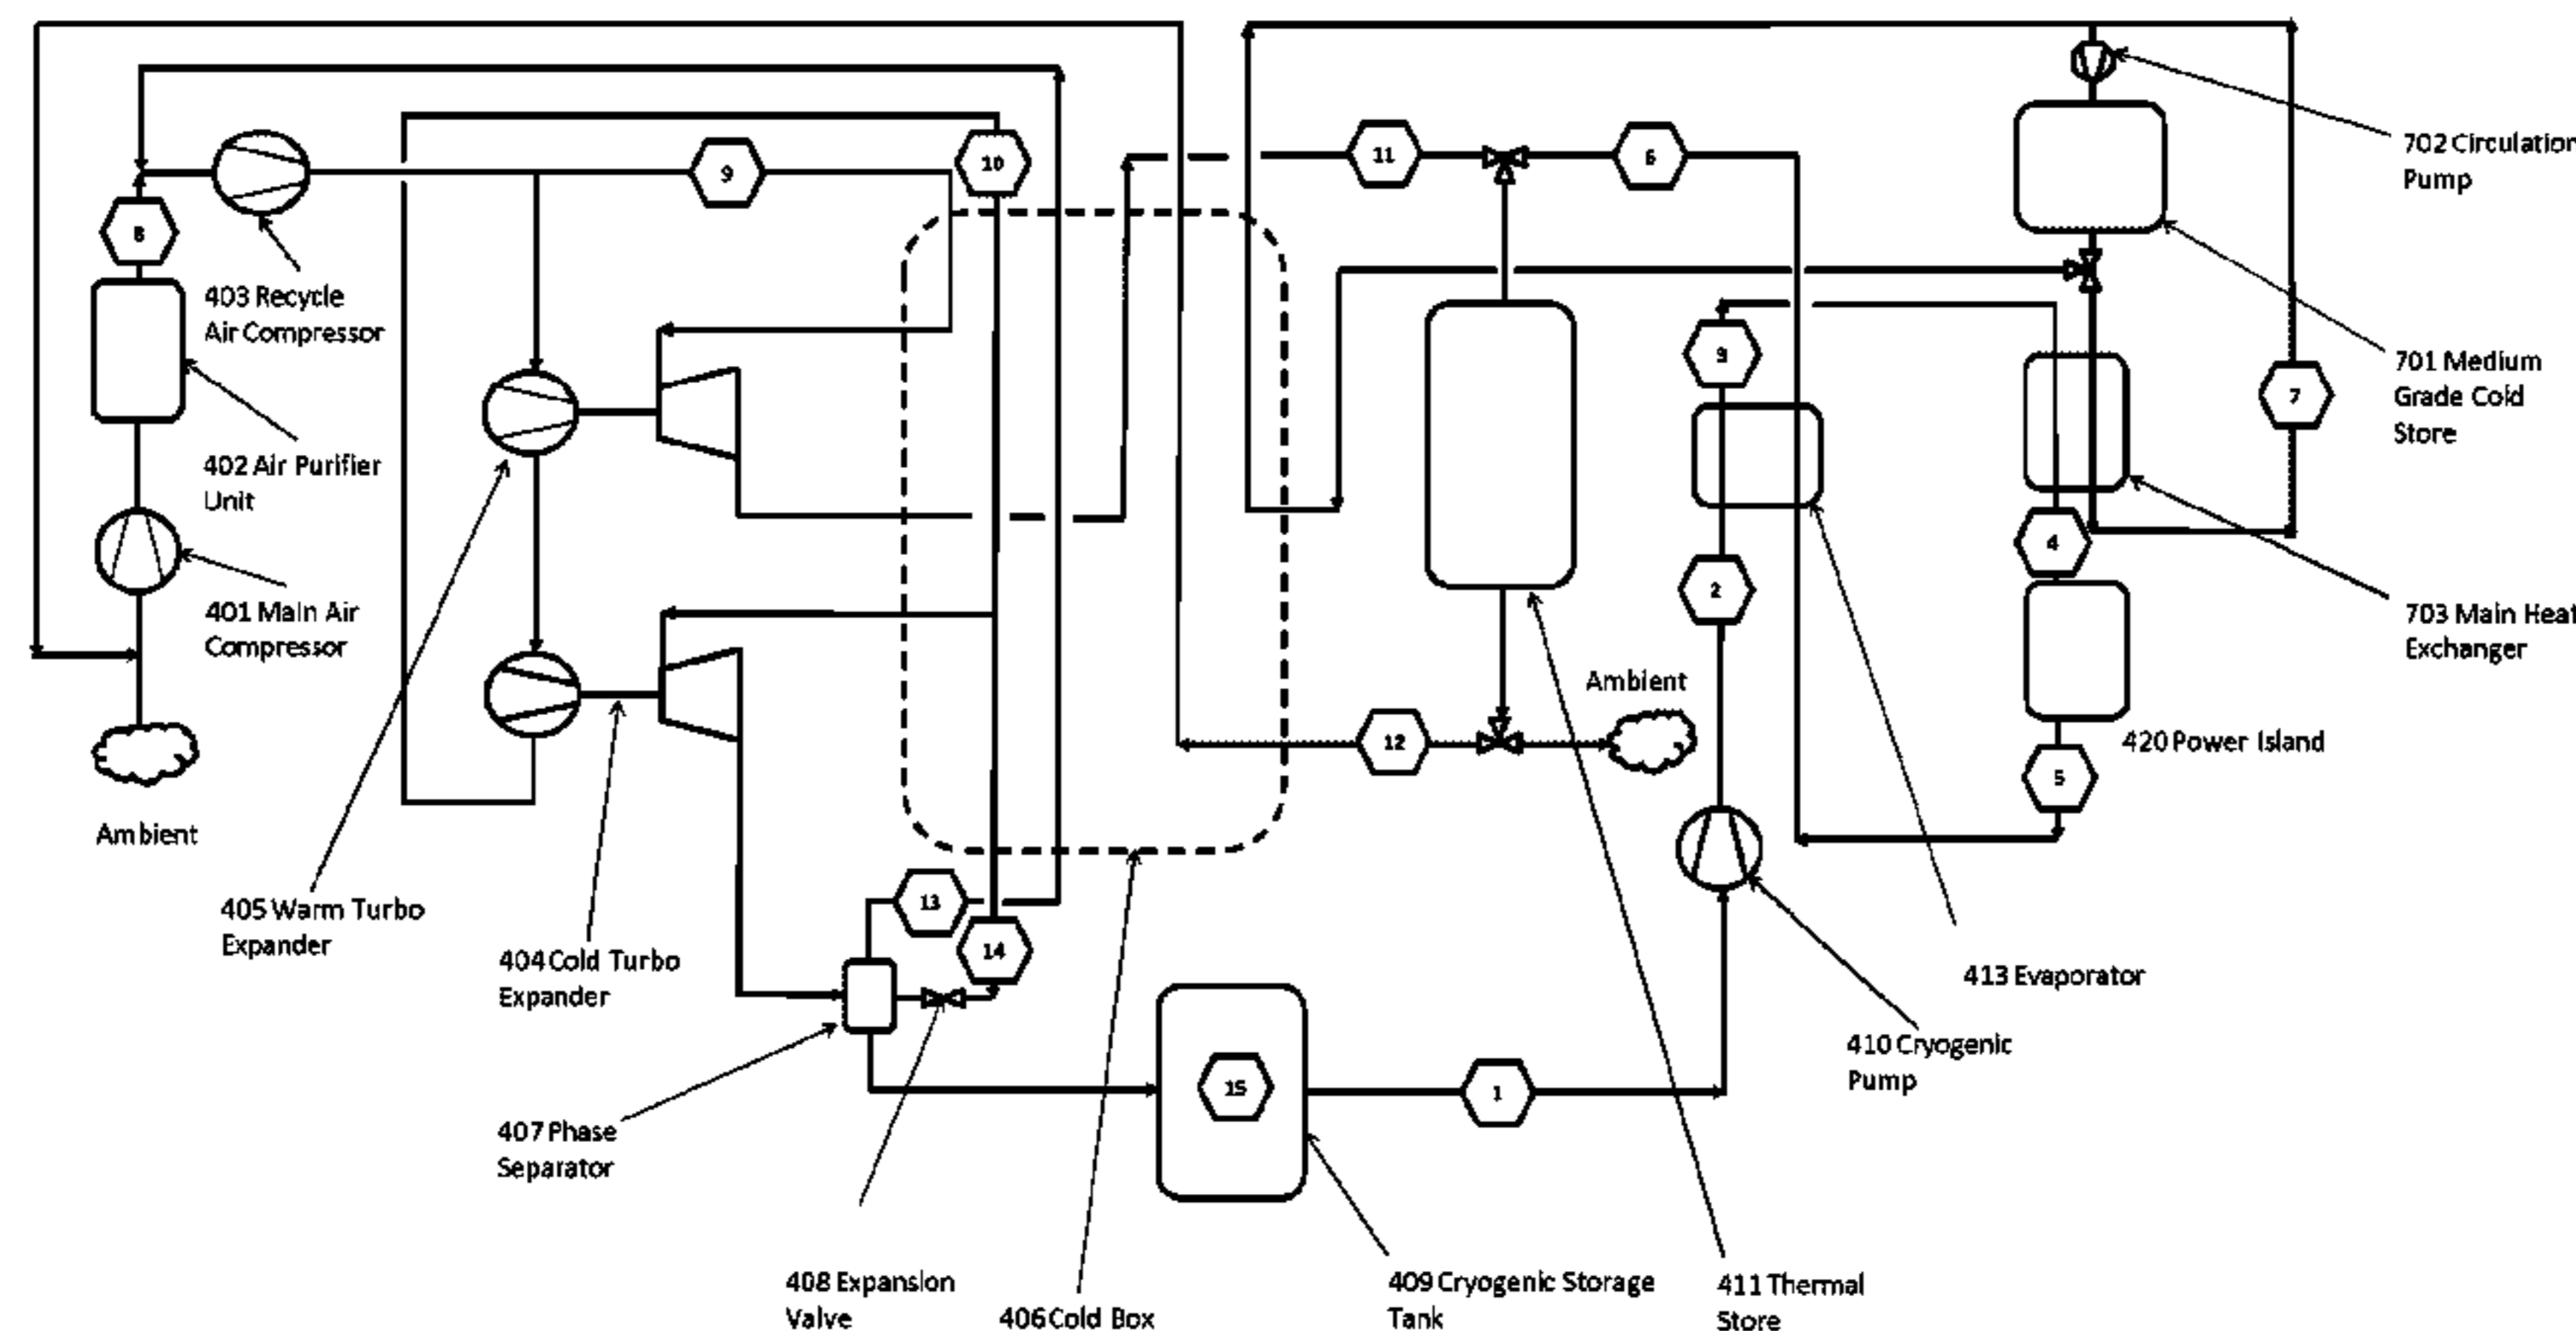 702 Circulation
Pump
11
6
10
9
8
403 Recycle
Air Compressor
3
701 Medium
Grade Cold
Store
7
402 Air Purifier
Unit
4
2
401 Main Air
Compressor
703 Main Heat
Exchanger
Ambient
12
420 Power Island
5
Ambient
405 Warm Turbo
Expander
13
404 Cold Turbo
Expander
14
413 Evaporator
410 Cryogenic
Pump
15
1
407 Phase
Separator
408 Expansion
Valve
406 Cold Box
409 Cryogenic Storage
Tank
411 Thermal
Store